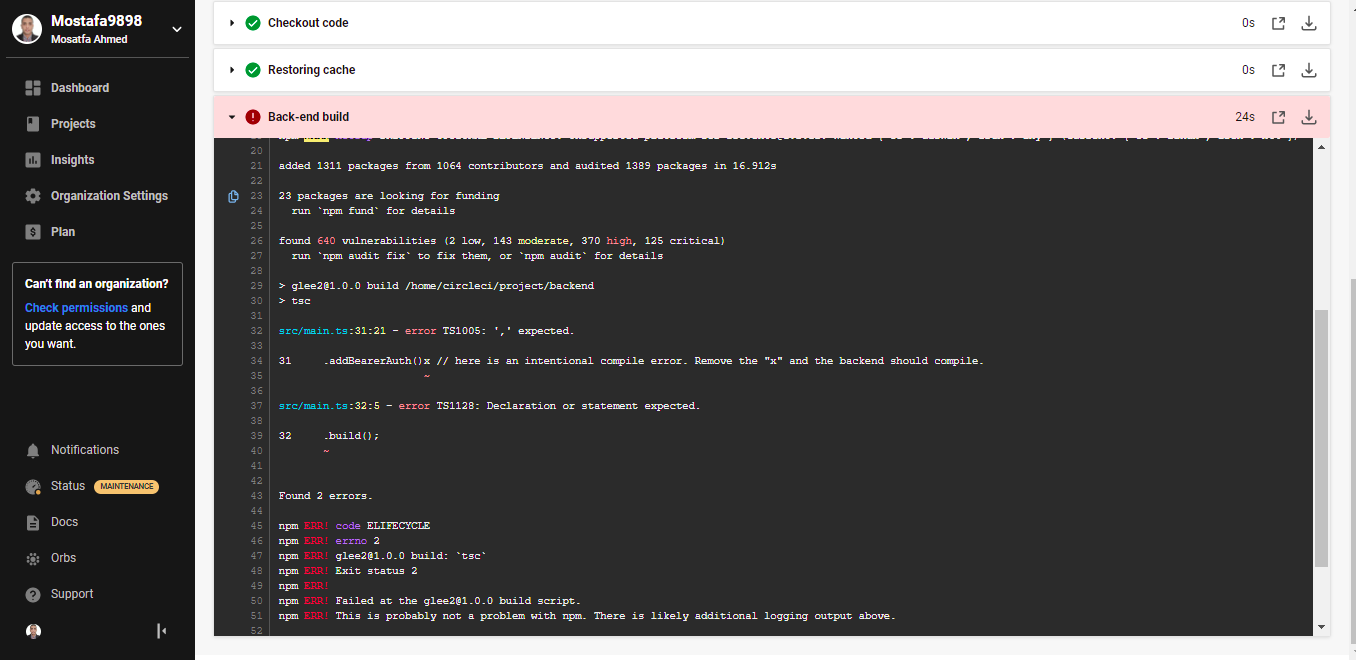 Mostafa9898
Mosatfa Ahmed
Dashboard
Projects
Insights
Organization Settings
Plan
Can't find an organization?
Check permissions and
update access to the ones
you want.
Notifications
Status MAINTENANCE
Docs
Orbs
Support
Checkout code 0s
Restoring cache 0s
Back-end build 24s
20
21 added 1311 packages from 1064 contributors and audited 1389 packages in 16.912s
22
23 23 packages are looking for funding
24 run `npm fund` for details
25
26 found 640 vulnerabilities (2 low, 143 moderate, 370 high, 125 critical)
27 run `npm audit fix` to fix them, or `npm audit` for details
28
29 > glee2@1.0.0 build /home/circleci/project/backend
30 > tsc
31
32 src/main.ts:31:21 - error TS1005: ',' expected.
33
34 31 .addBearerAuth()x // here is an intentional compile error. Remove the "x" and the backend should compile.
35 ~
36
37 src/main.ts:32:5 - error TS1128: Declaration or statement expected.
38
39 32 .build();
40 ~
41
42
43 Found 2 errors.
44
45 npm ERR! code ELIFECYCLE
46 npm ERR! errno 2
47 npm ERR! glee2@1.0.0 build: `tsc`
48 npm ERR! Exit status 2
49 npm ERR!
50 npm ERR! Failed at the glee2@1.0.0 build script.
51 npm ERR! This is probably not a problem with npm. There is likely additional logging output above.
52